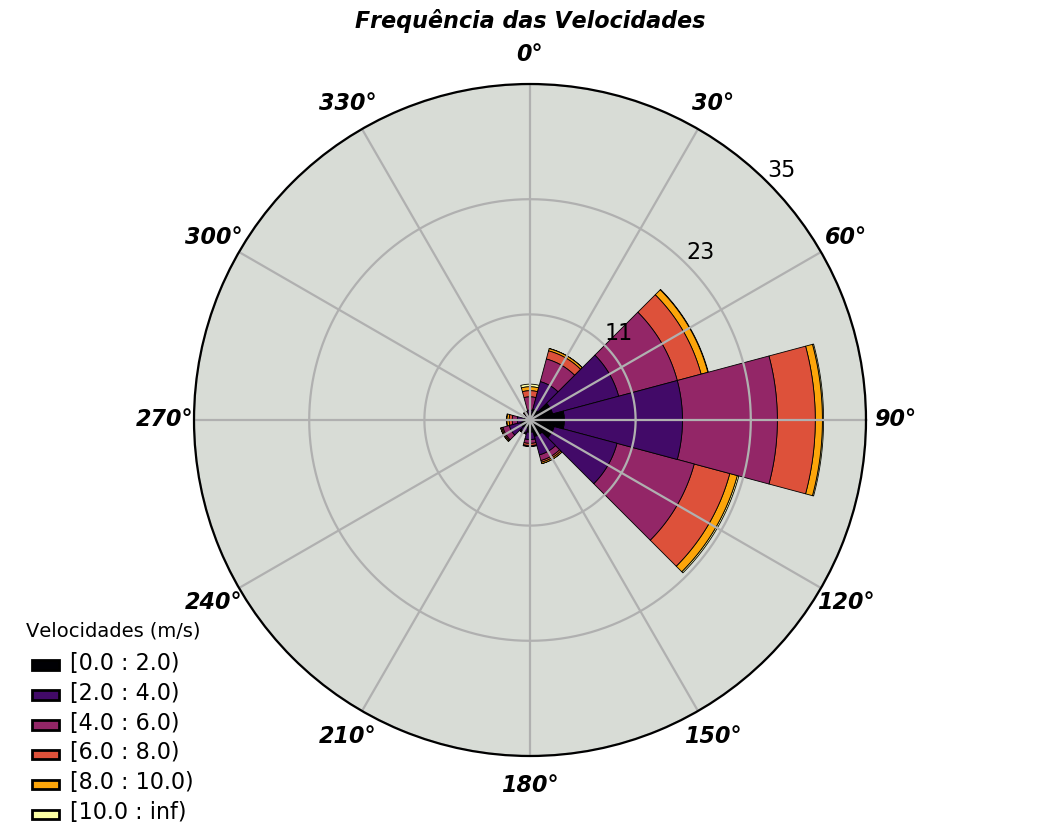 Frequência das Velocidades
0°
330°
30°
35
300°
60°
23
11
270°
90°
240°
120°
210°
150°
180°
Velocidades (m/s)
[0.0 : 2.0)
[2.0 : 4.0)
[4.0 : 6.0)
[6.0 : 8.0)
[8.0 : 10.0)
[10.0 : inf)